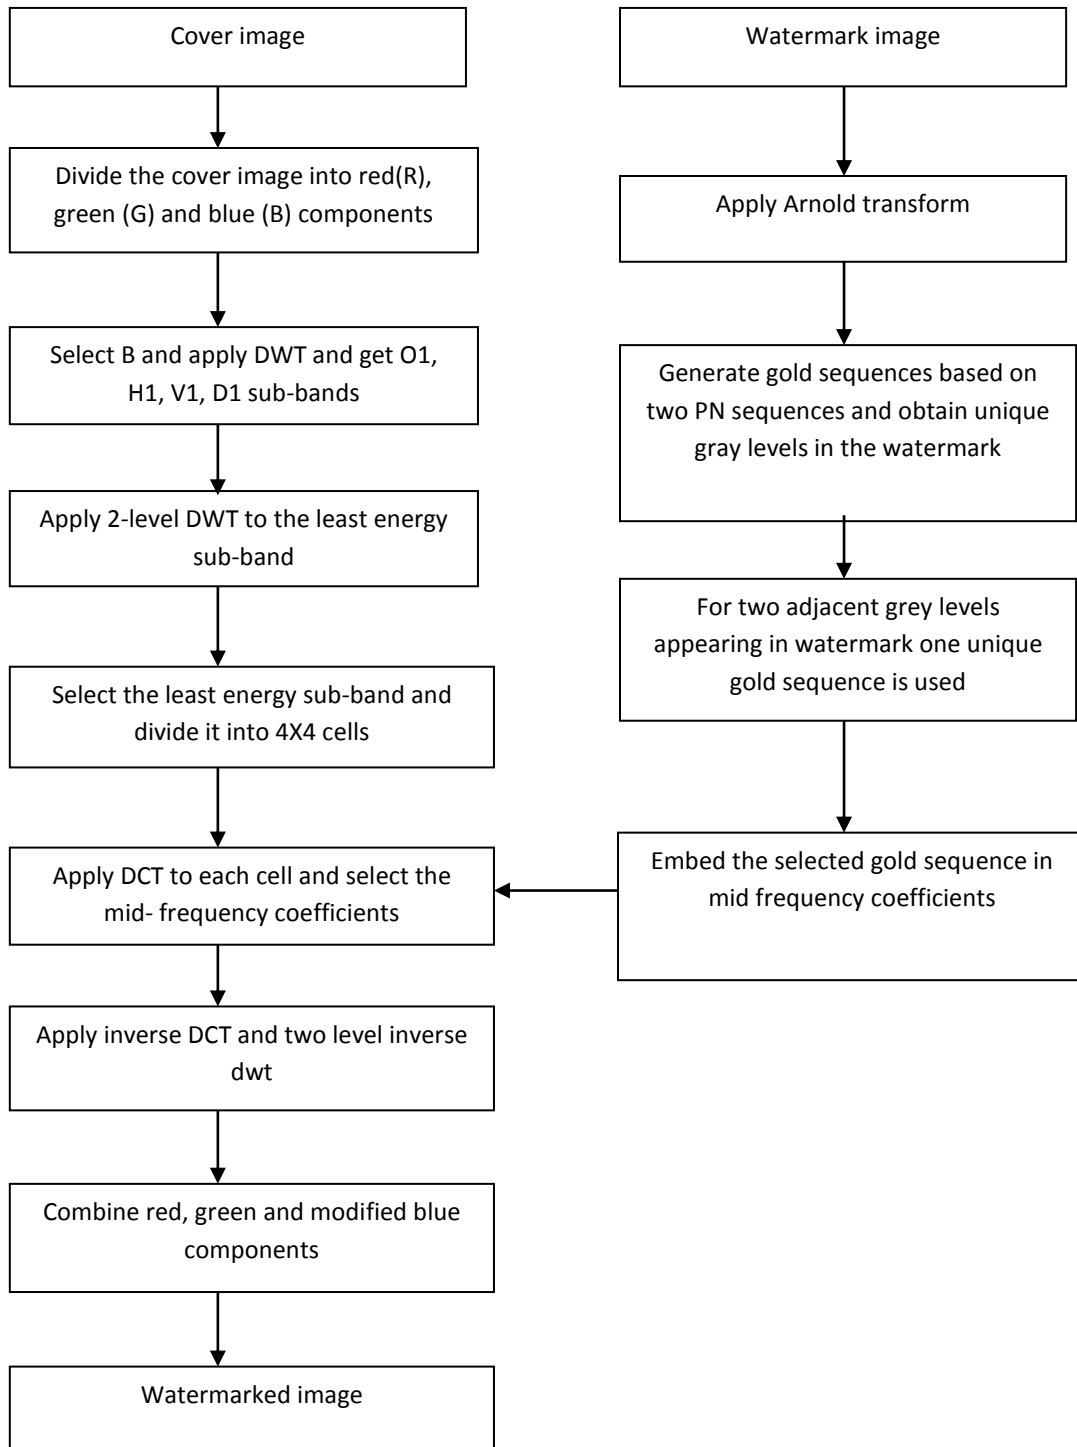 Cover image
Divide the cover image into red(R),
green (G) and blue (B) components
Select B and apply DWT and get O1,
H1, V1, D1 sub-bands
Apply 2-level DWT to the least energy
sub-band
Select the least energy sub-band and
divide it into 4X4 cells
Apply DCT to each cell and select the
mid- frequency coefficients
Apply inverse DCT and two level inverse
dwt
Combine red, green and modified blue
components
Watermarked image
Watermark image
Apply Arnold transform
Generate gold sequences based on
two PN sequences and obtain unique
gray levels in the watermark
For two adjacent grey levels
appearing in watermark one unique
gold sequence is used
Embed the selected gold sequence in
mid frequency coefficients